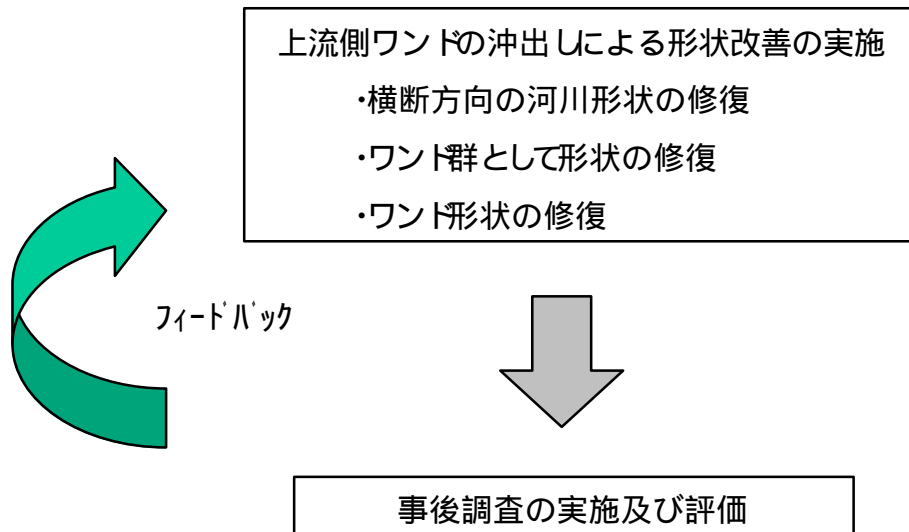 上流側ワンドの沖出しによる形状改善の実施
・横断方向の河川形状の修復
・ワンド群として形状の修復
・ワンド形状の修復
ﾌｨｰﾄﾞﾊﾞｯｸ
事後調査の実施及び評価